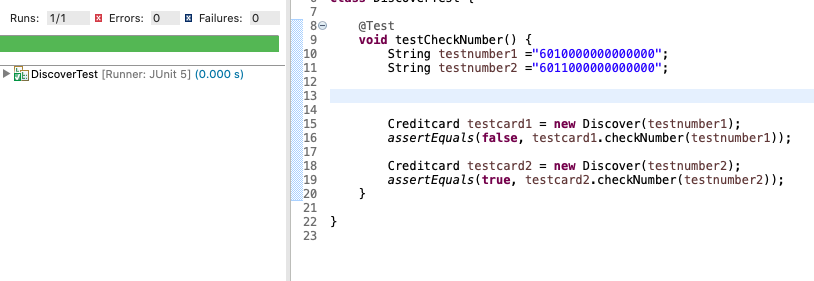 Runs: 1/1 Errors: 0 Failures: 0
DiscoverTest [Runner: JUnit 5] (0.000 s)
class DiscoverTest {
7
8 @Test
9 void testCheckNumber() {
10 String testnumber1 ="6010000000000000";
11 String testnumber2 ="6011000000000000";
12
13
14
15 Creditcard testcard1 = new Discover(testnumber1);
16 assertEquals(false, testcard1.checkNumber(testnumber1));
17
18 Creditcard testcard2 = new Discover(testnumber2);
19 assertEquals(true, testcard2.checkNumber(testnumber2));
20 }
21
22 }
23